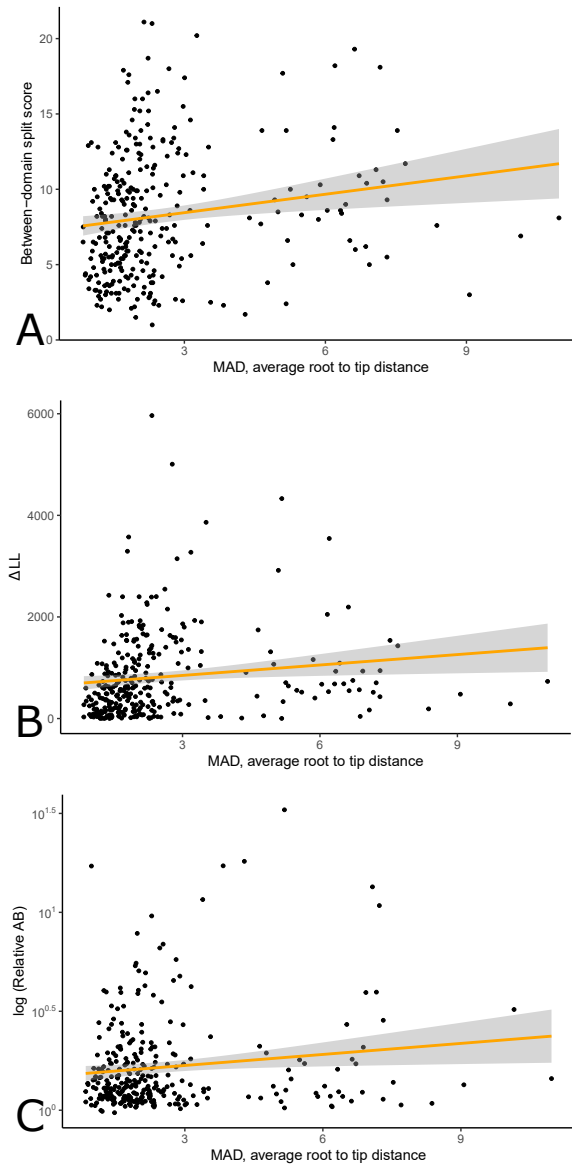 20
15
10
5
0
Between-domain split score
A
3
6
9
MAD, average root to tip distance
6000
4000
2000
0
Δ LL
B
3
6
9
MAD, average root to tip distance
10^1.5
10^1
10^0.5
10^0
log (Relative AB)
C
3
6
9
MAD, average root to tip distance